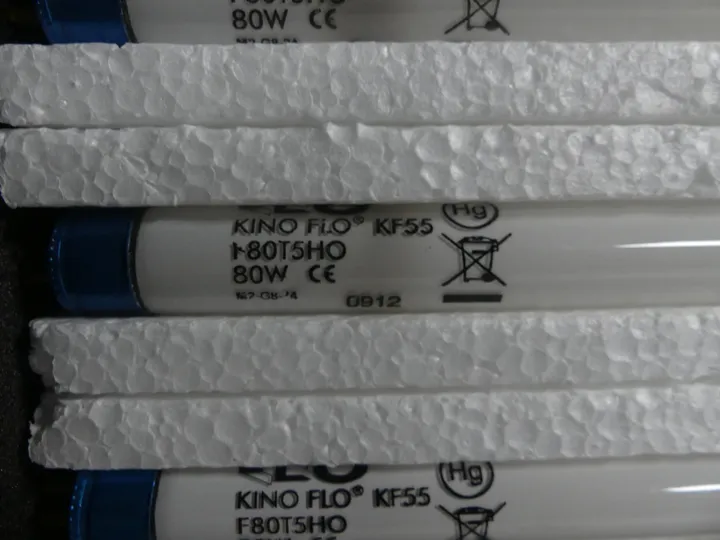 80W CE
KINO FLO® KF55
Hg
F80T5HO
80W CE
0912
KINO FLO® KF55
Hg
F80T5HO